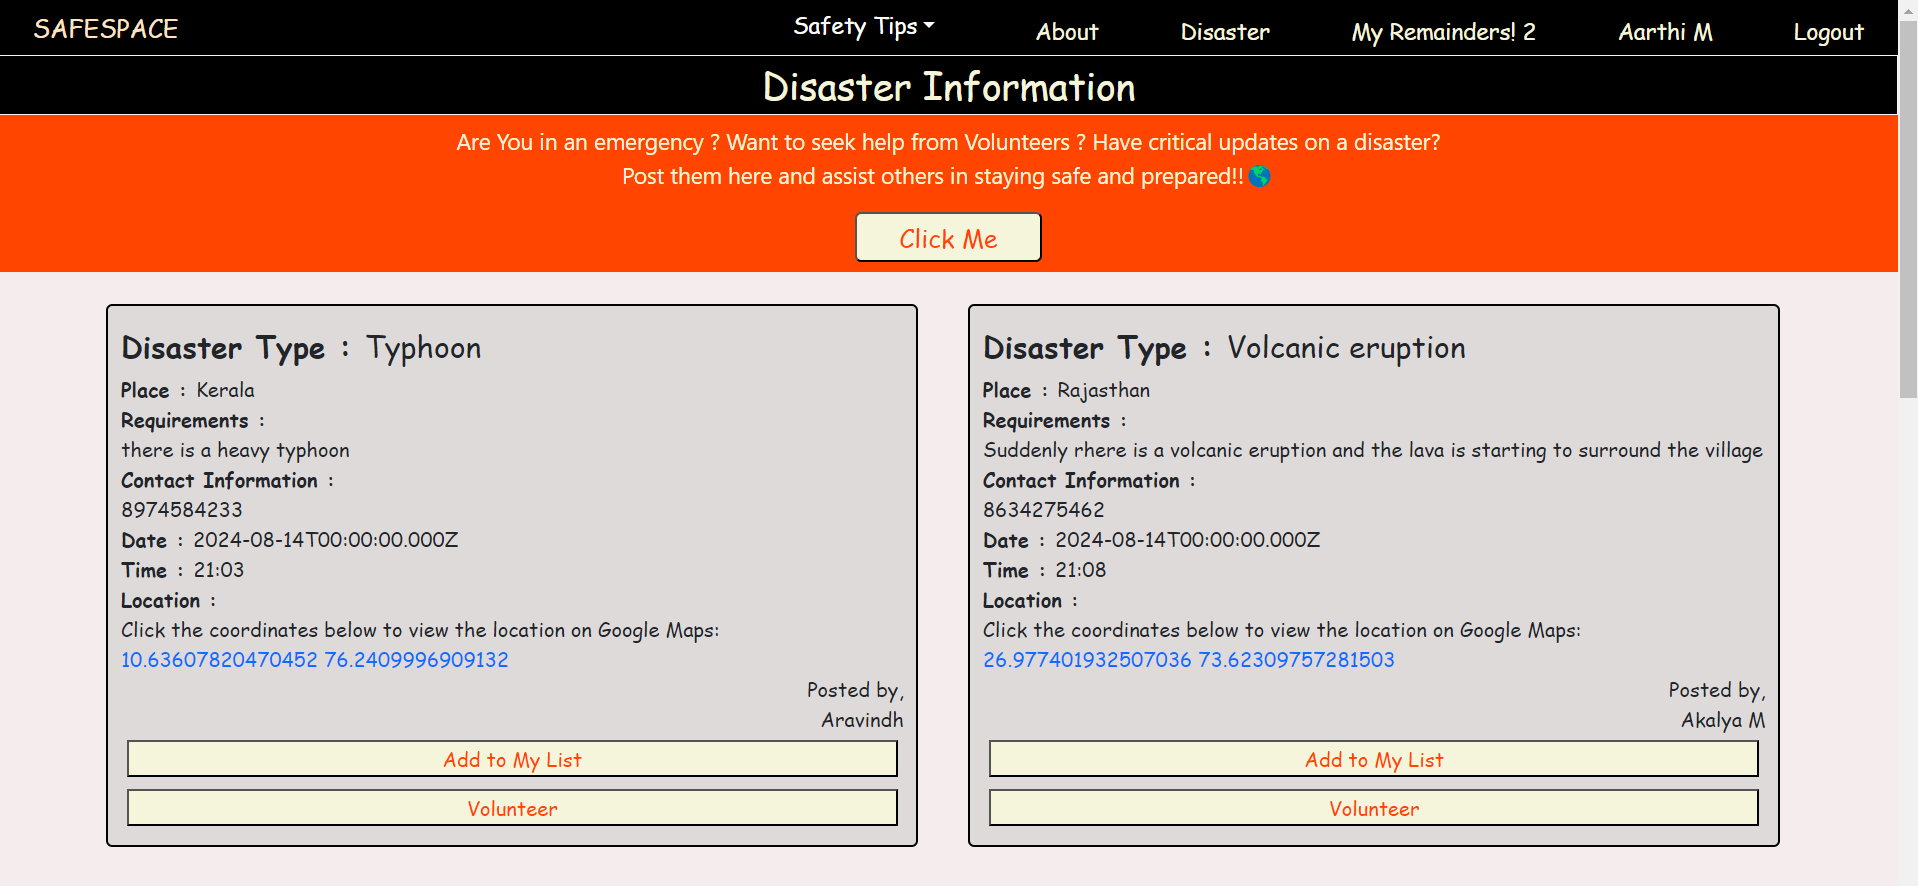 SAFESPACE
Safety Tips
About
Disaster
My Remainders! 2
Aarthi M
Logout
Disaster Information
Are You in an emergency ? Want to seek help from Volunteers ? Have critical updates on a disaster?
Post them here and assist others in staying safe and prepared!!
Click Me
Disaster Type : Typhoon
Place : Kerala
Requirements :
there is a heavy typhoon
Contact Information :
8974584233
Date : 2024-08-14T00:00:00.000Z
Time : 21:03
Location :
Click the coordinates below to view the location on Google Maps:
10.63607820470452 76.2409996909132
Posted by,
Aravindh
Add to My List
Volunteer
Disaster Type : Volcanic eruption
Place : Rajasthan
Requirements :
Suddenly rhere is a volcanic eruption and the lava is starting to surround the village
Contact Information :
8634275462
Date : 2024-08-14T00:00:00.000Z
Time : 21:08
Location :
Click the coordinates below to view the location on Google Maps:
26.977401932507036 73.62309757281503
Posted by,
Akalya M
Add to My List
Volunteer